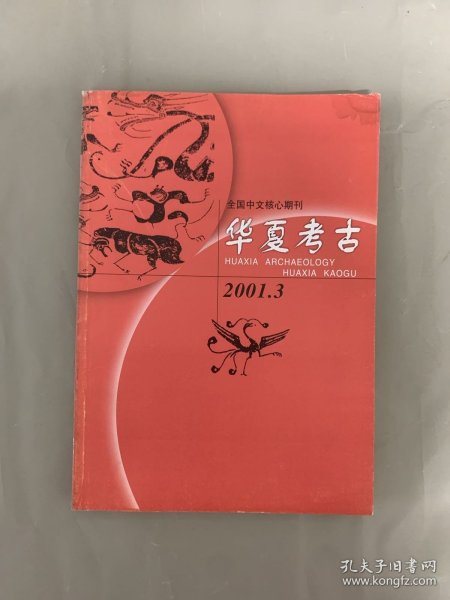 全国中文核心期刊
华夏考古
HUAXIA ARCHAEOLOGY
HUAXIA KAOGU
2001.3
孔夫子旧书网
www.kongfz.com